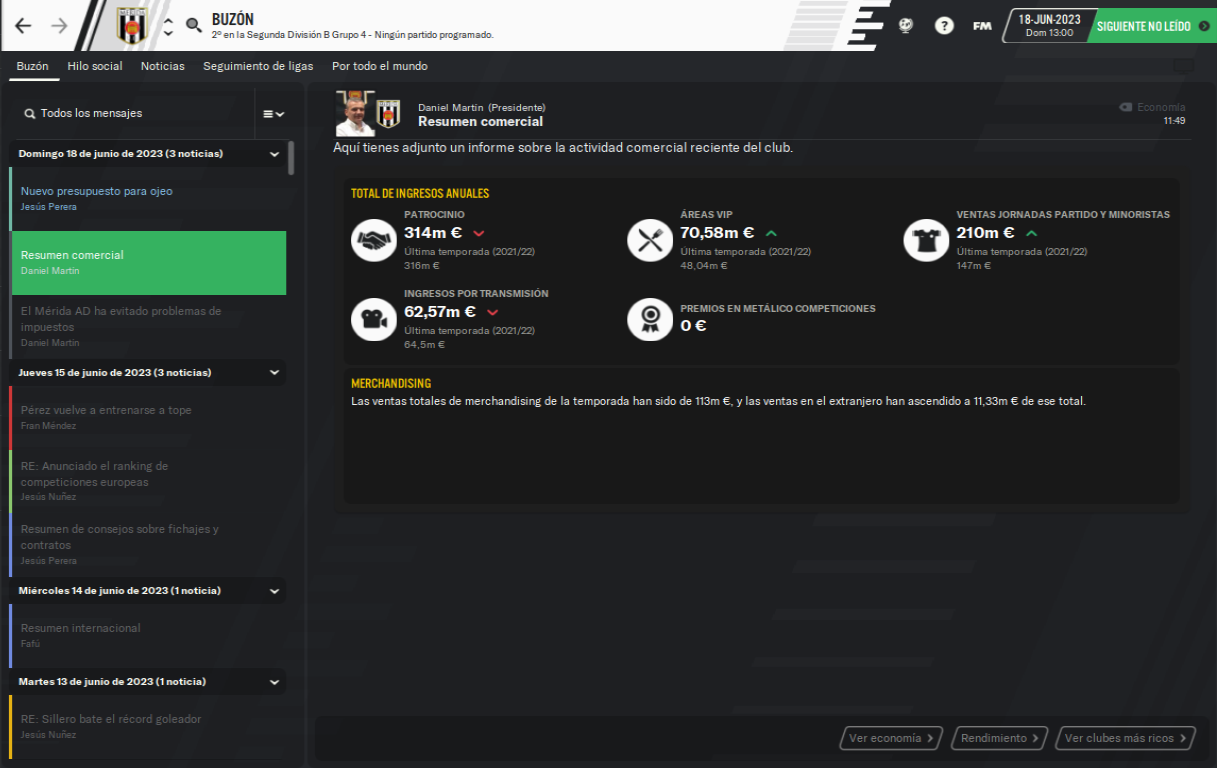 BUZÓN
2º en la Segunda División B Grupo 4 - Ningún partido programado.
?
FM
18-JUN-2023
Dom 13:00
SIGUIENTE NO LEÍDO
Buzón
Hilo social
Noticias
Seguimiento de ligas
Por todo el mundo
Todos los mensajes
Domingo 18 de junio de 2023 (3 noticias)
Nuevo presupuesto para ojeo
Jesús Perera
Resumen comercial
Daniel Martín
El Mérida AD ha evitado problemas de
impuestos
Daniel Martín
Jueves 15 de junio de 2023 (3 noticias)
Pérez vuelve a entrenarse a tope
Fran Méndez
RE: Anunciado el ranking de
competiciones europeas
Jesús Nuñez
Resumen de consejos sobre fichajes y
contratos
Jesús Perera
Miércoles 14 de junio de 2023 (1 noticia)
Resumen internacional
Fafú
Martes 13 de junio de 2023 (1 noticia)
RE: Sillero bate el récord goleador
Jesús Nuñez
Daniel Martín (Presidente)
Resumen comercial
Economía
11:49
Aquí tienes adjunto un informe sobre la actividad comercial reciente del club.
TOTAL DE INGRESOS ANUALES
PATROCINIO
314m €
Última temporada (2021/22)
316m €
ÁREAS VIP
70,58m €
Última temporada (2021/22)
48,04m €
VENTAS JORNADAS PARTIDO Y MINORISTAS
210m €
Última temporada (2021/22)
147m €
INGRESOS POR TRANSMISIÓN
62,57m €
Última temporada (2021/22)
64,5m €
PREMIOS EN METÁLICO COMPETICIONES
0 €
MERCHANDISING
Las ventas totales de merchandising de la temporada han sido de 113m €, y las ventas en el extranjero han ascendido a 11,33m € de ese total.
Ver economía
Rendimiento
Ver clubes más ricos